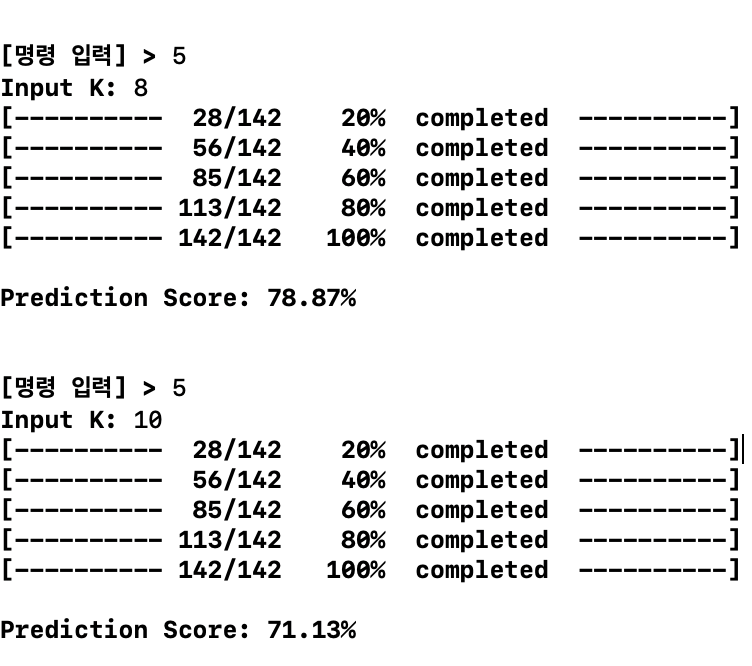 [명령 입력] > 5
Input K: 8
[---------- 28/142 20% completed ----------]
[---------- 56/142 40% completed ----------]
[---------- 85/142 60% completed ----------]
[---------- 113/142 80% completed ----------]
[---------- 142/142 100% completed ----------]
Prediction Score: 78.87%
[명령 입력] > 5
Input K: 10
[---------- 28/142 20% completed ----------]
[---------- 56/142 40% completed ----------]
[---------- 85/142 60% completed ----------]
[---------- 113/142 80% completed ----------]
[---------- 142/142 100% completed ----------]
Prediction Score: 71.13%